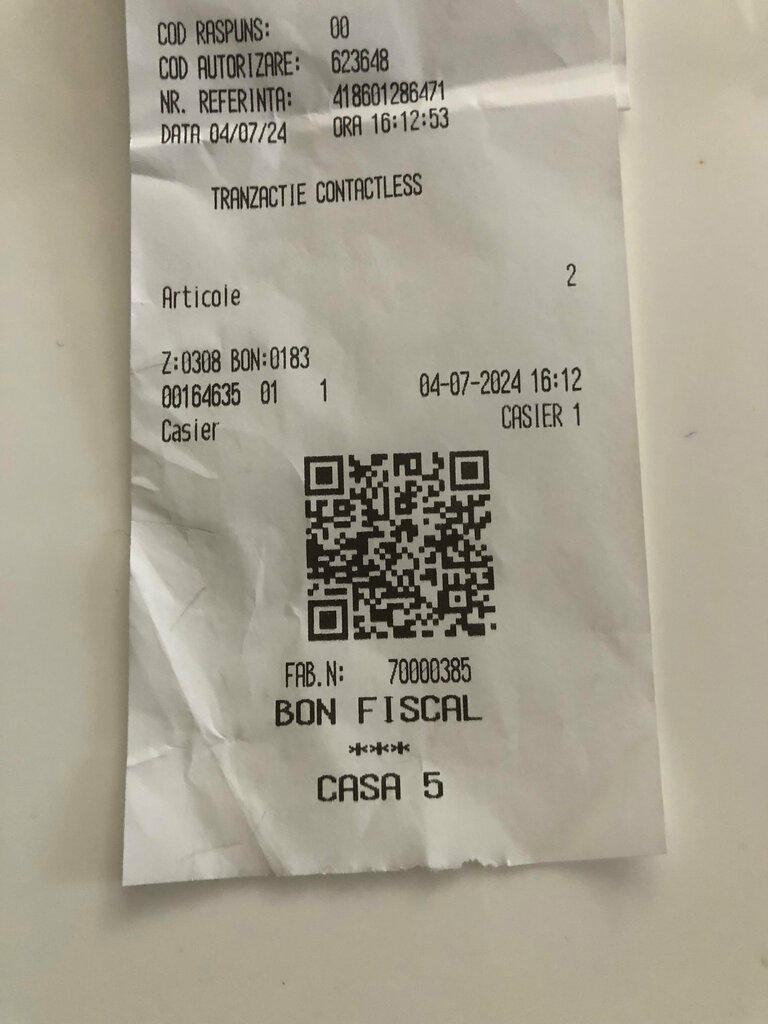 COD RASPUNS: 00
COD AUTORIZARE: 623648
NR. REFERINTA: 418601286471
DATA 04/07/24 ORA 16:12:53
TRANZACTIE CONTACTLESS
Articole 2
Z:0308 BON:0183
00164635 01 1 04-07-2024 16:12
Casier CASIER 1
FAB.N: 70000385
BON FISCAL
***
CASA 5